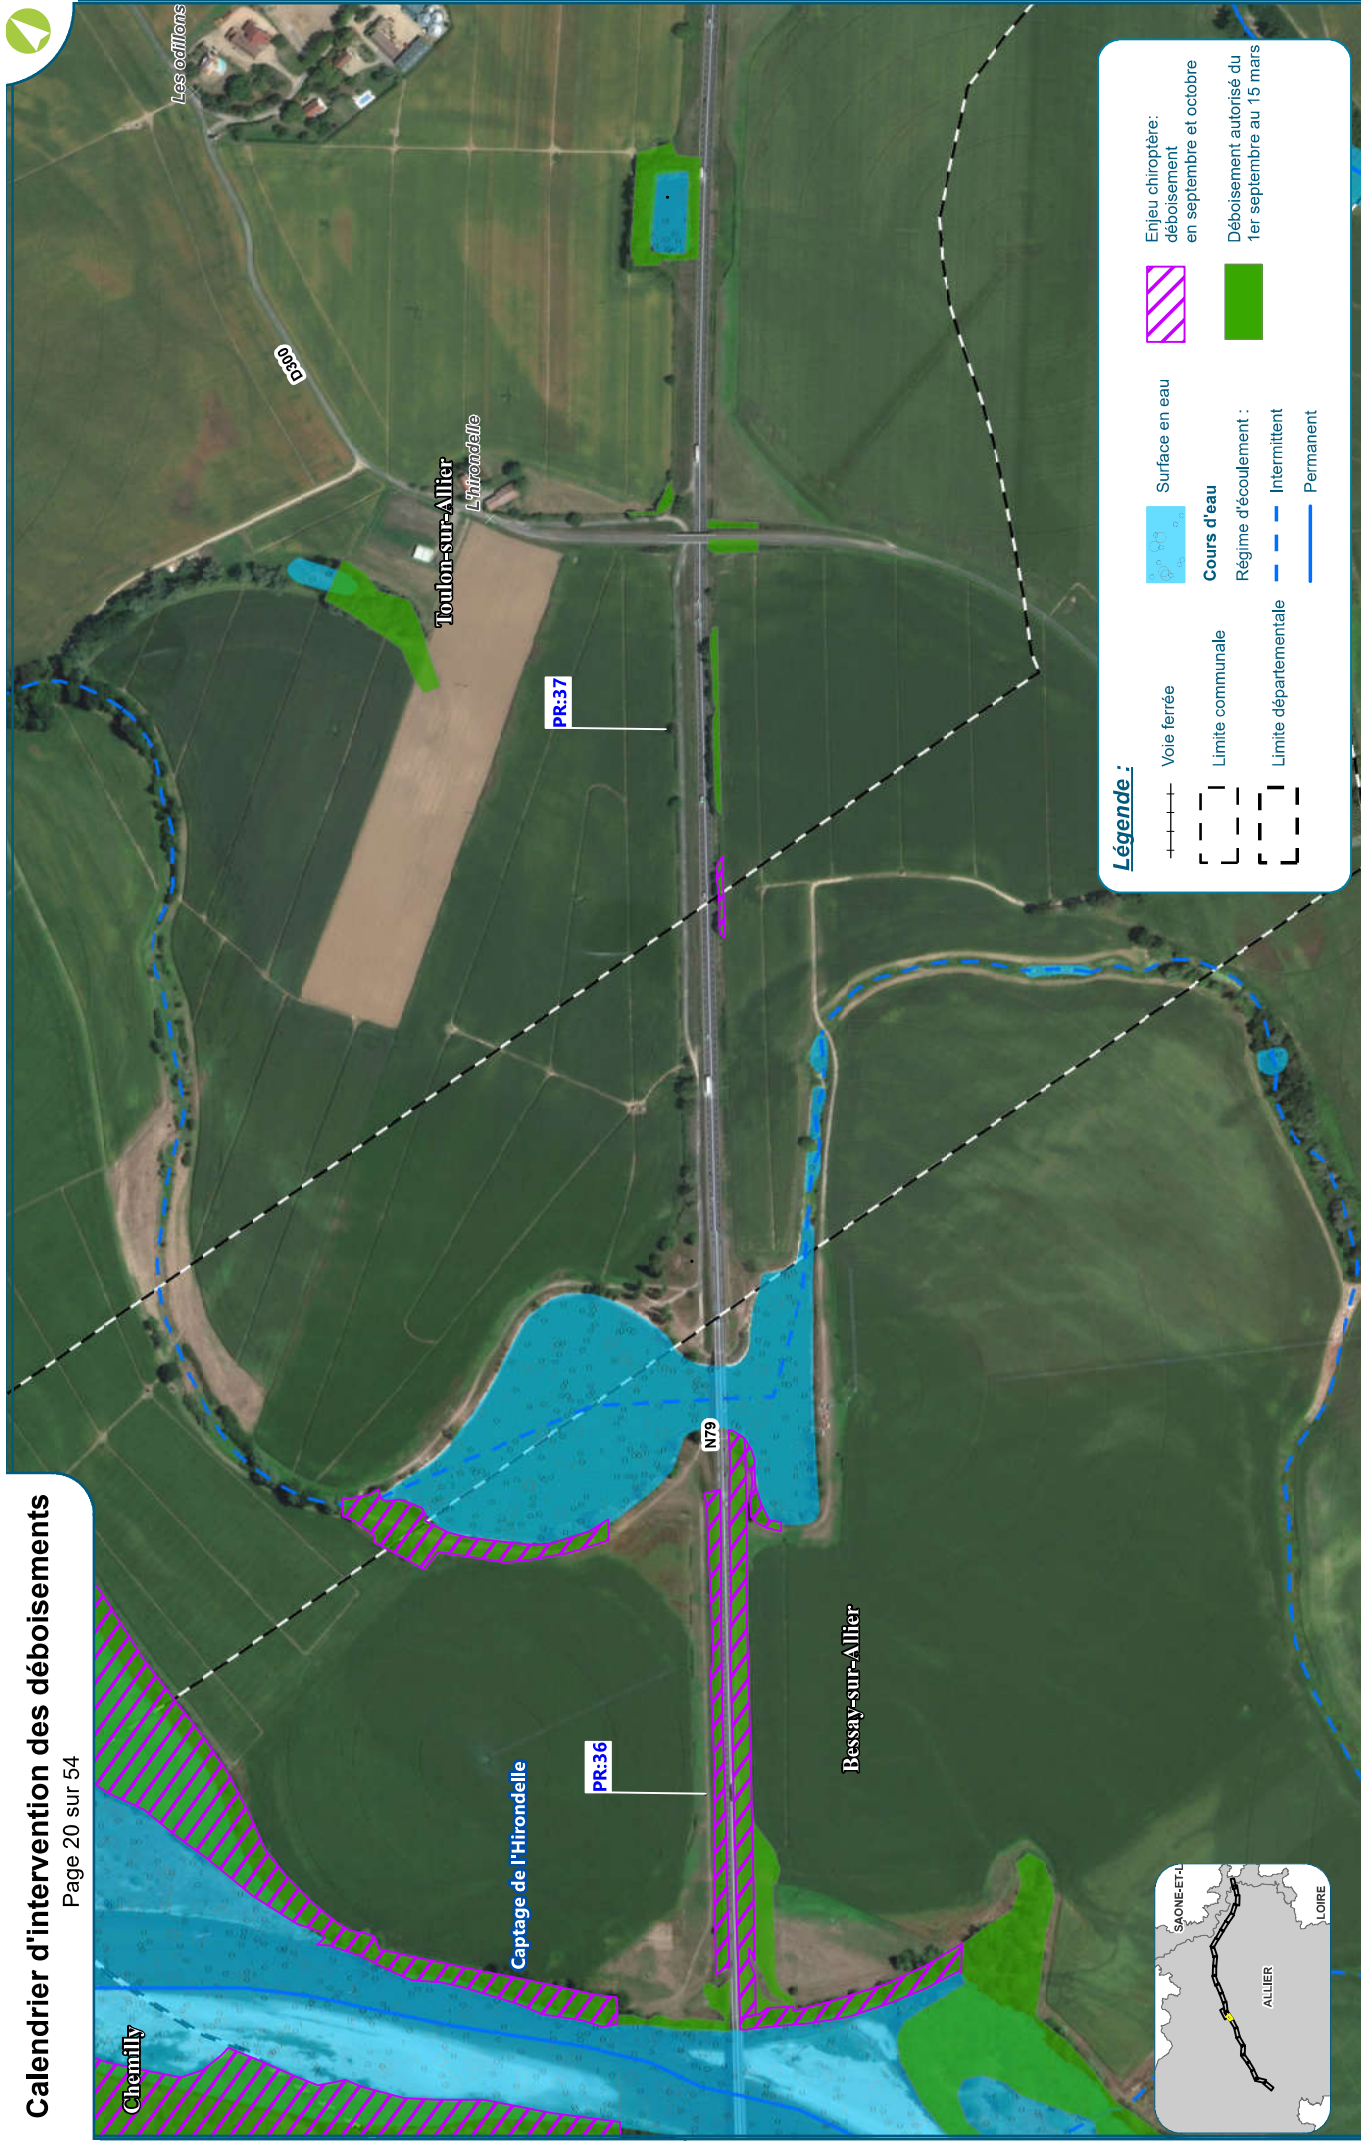 Calendrier d'intervention des déboisements
Page 20 sur 54
Chemilly
Captage de l'Hirondelle
PR:36
Bessay-sur-Allier
N79
PR:37
Toulon-sur-Allier
L'hirondelle
D300
Les odillons
Légende :
Voie ferrée
Limite communale
Limite départementale
Surface en eau
Cours d'eau
Régime d'écoulement :
Intermittent
Permanent
Enjeu chiroptère:
déboisement
en septembre et octobre
Déboisement autorisé du
1er septembre au 15 mars
SAONE-ET-L
ALLIER
LOIRE